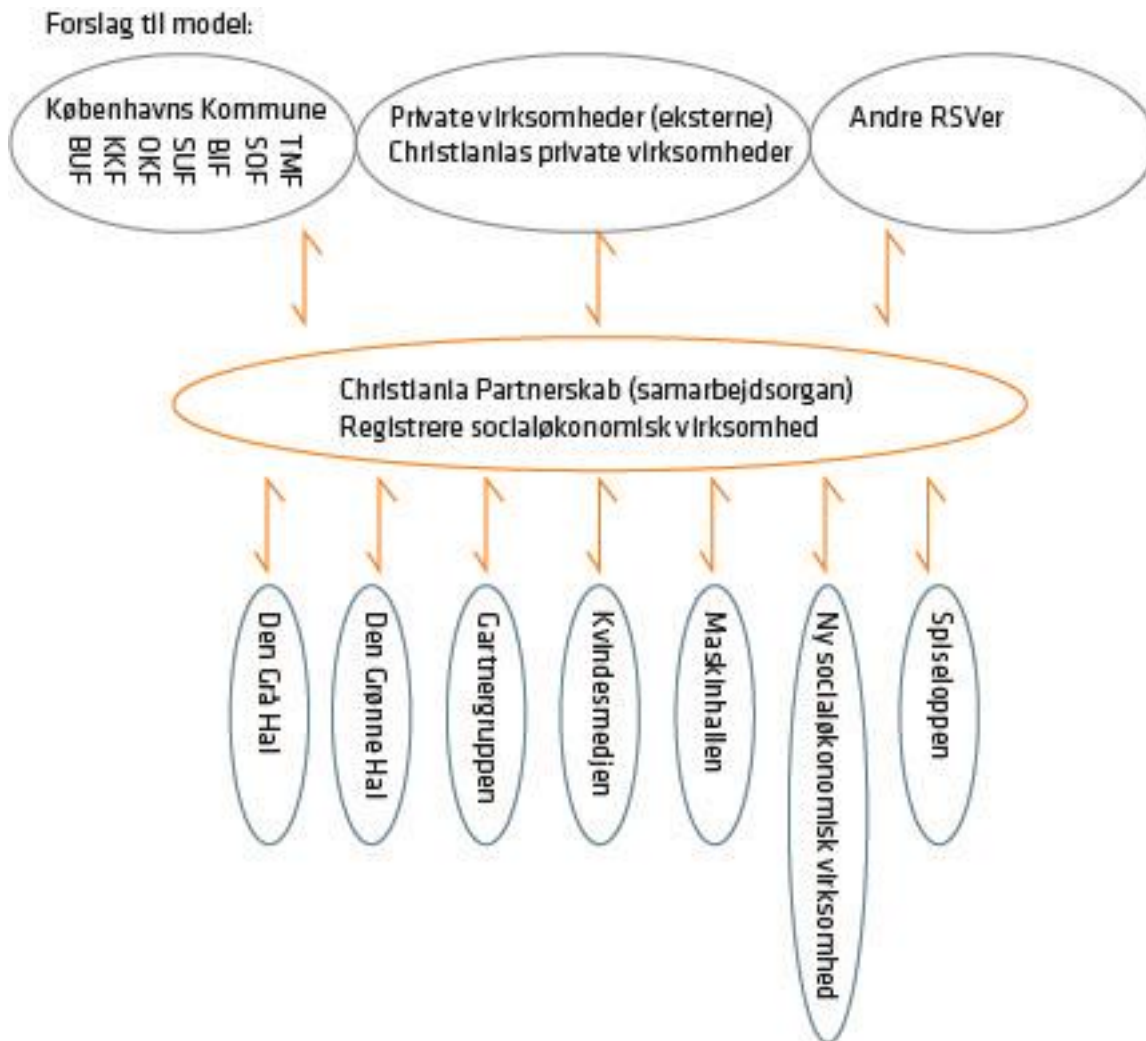 Forslag til model:
Københavns Kommune
BUF
KKF
OKF
SUF
BIF
SOF
TMF
Private virksomheder (eksterne)
Christianias private virksomheder
Andre RSVer
Christiania Partnerskab (samarbejdsorgan)
Registrere socialøkonomisk virksomhed
Den Grå Hal
Den Grønne Hal
Gartnergruppen
Kvindesmedjen
Maskinhallen
Ny socialøkonomisk virksomhed
Spiseloppen